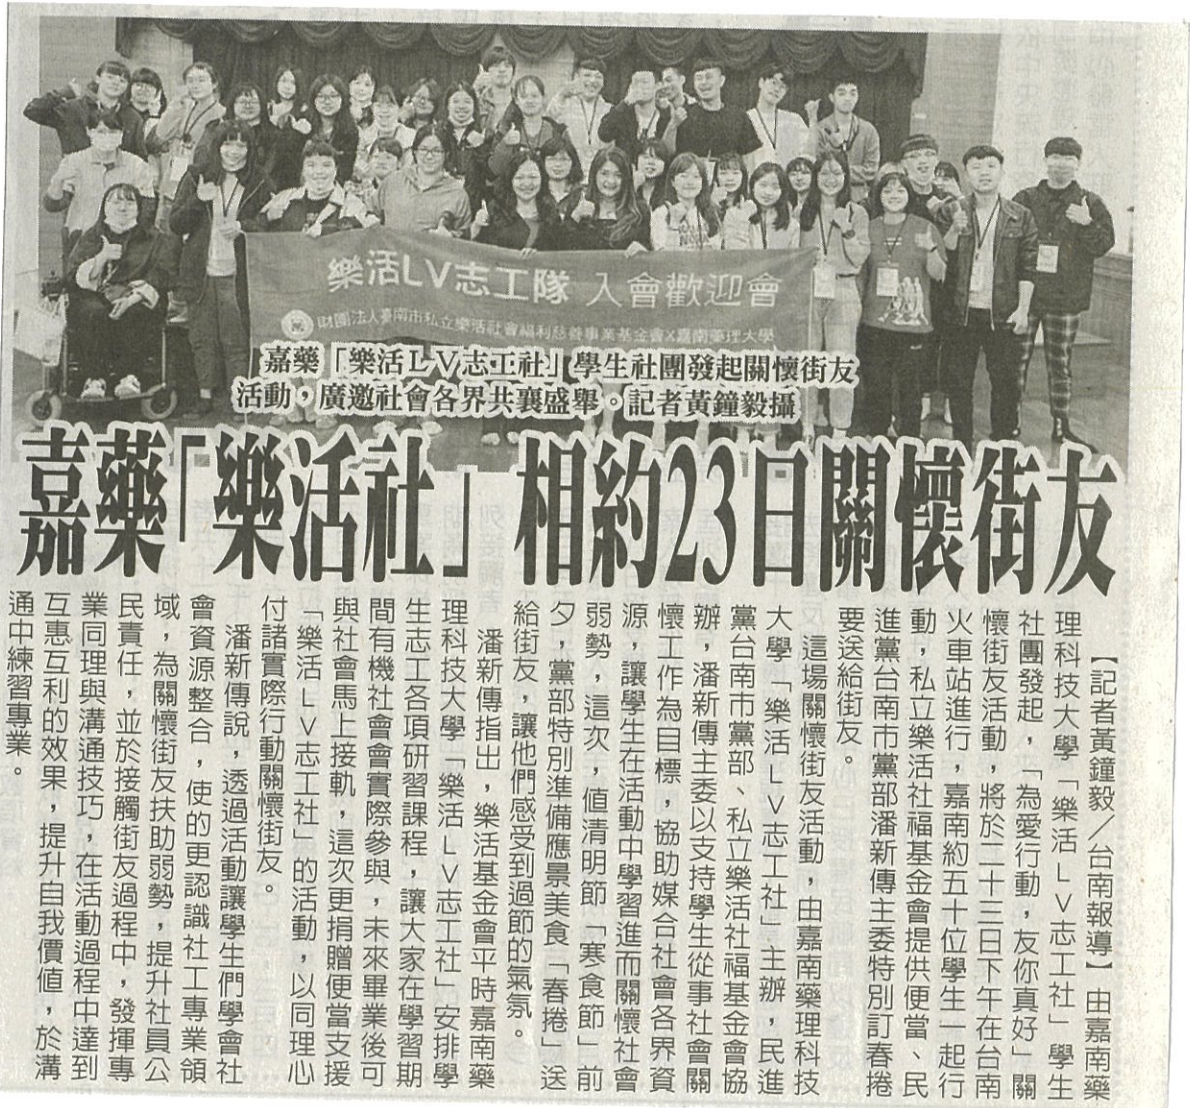 樂活LV志工隊 入會歡迎會
財團法人臺南市私立樂活社會福利慈善事業基金會X嘉南藥理大學
嘉藥「樂活LV志工社」學生社團發起關懷街友
活動，廣邀社會各界共襄盛舉。記者黃鐘毅攝
嘉藥「樂活社」相約23日關懷街友
【記者黃鐘毅／台南報導】由嘉南藥
理科技大學「樂活LV志工社」學生
社團發起，「為愛行動，友你真好」關
懷街友活動，將於二十三日下午在台南
火車站進行，嘉南約五十位學生一起行
動，私立樂活社福基金會提供便當、民
進黨台南市黨部潘新傳主委特別訂春捲
要送給街友。
這場關懷街友活動，由嘉南藥理科技
大學「樂活LV志工社」主辦，民進
黨台南市黨部、私立樂活社福基金會協
辦，潘新傳主委以支持學生從事社會關
懷工作為目標，協助媒合社會各界資
源，讓學生在活動中學習進而關懷社會
弱勢，這次，值清明節「寒食節」前
夕，黨部特別準備應景美食「春捲」送
給街友，讓他們感受到過節的氣氛。
潘新傳指出，樂活基金會平時嘉南藥
理科技大學「樂活LV志工社」安排學
生志工各項研習課程，讓大家在學習期
間有機社會會實際參與，未來畢業後可
與社會馬上接軌，這次更捐贈便當支援
「樂活LV志工社」的活動，以同理心
付諸實際行動關懷街友。
潘新傳說，透過活動讓學生們學會社
會資源整合，使的更認識社工專業領
域，為關懷街友扶助弱勢，提升社員公
民責任，並於接觸街友過程中，發揮專
業同理與溝通技巧，在活動過程中達到
互惠互利的效果，提升自我價值，於溝
通中練習專業。